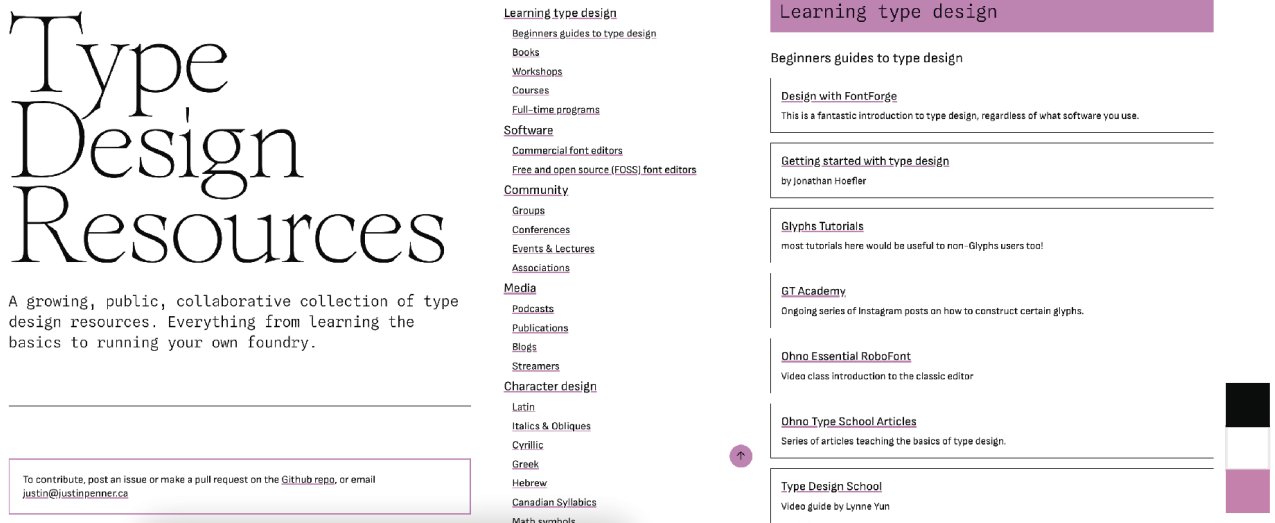 Type
Design
Resources
A growing, public, collaborative collection of type
design resources. Everything from learning the
basics to running your own foundry.
To contribute, post an issue or make a pull request on the Github repo, or email
justin@justinpenner.ca
Learning type design
Beginners guides to type design
Books
Workshops
Courses
Full-time programs
Software
Commercial font editors
Free and open source (FOSS) font editors
Community
Groups
Conferences
Events & Lectures
Associations
Media
Podcasts
Publications
Blogs
Streamers
Character design
Latin
Italics & Obliques
Cyrillic
Greek
Hebrew
Canadian Syllabics
Math symbols
Learning type design
Beginners guides to type design
Design with FontForge
This is a fantastic introduction to type design, regardless of what software you use.
Getting started with type design
by Jonathan Hoefler
Glyphs Tutorials
most tutorials here would be useful to non-Glyphs users too!
GT Academy
Ongoing series of Instagram posts on how to construct certain glyphs.
Ohno Essential RoboFont
Video class introduction to the classic editor
Ohno Type School Articles
Series of articles teaching the basics of type design.
Type Design School
Video guide by Lynne Yun